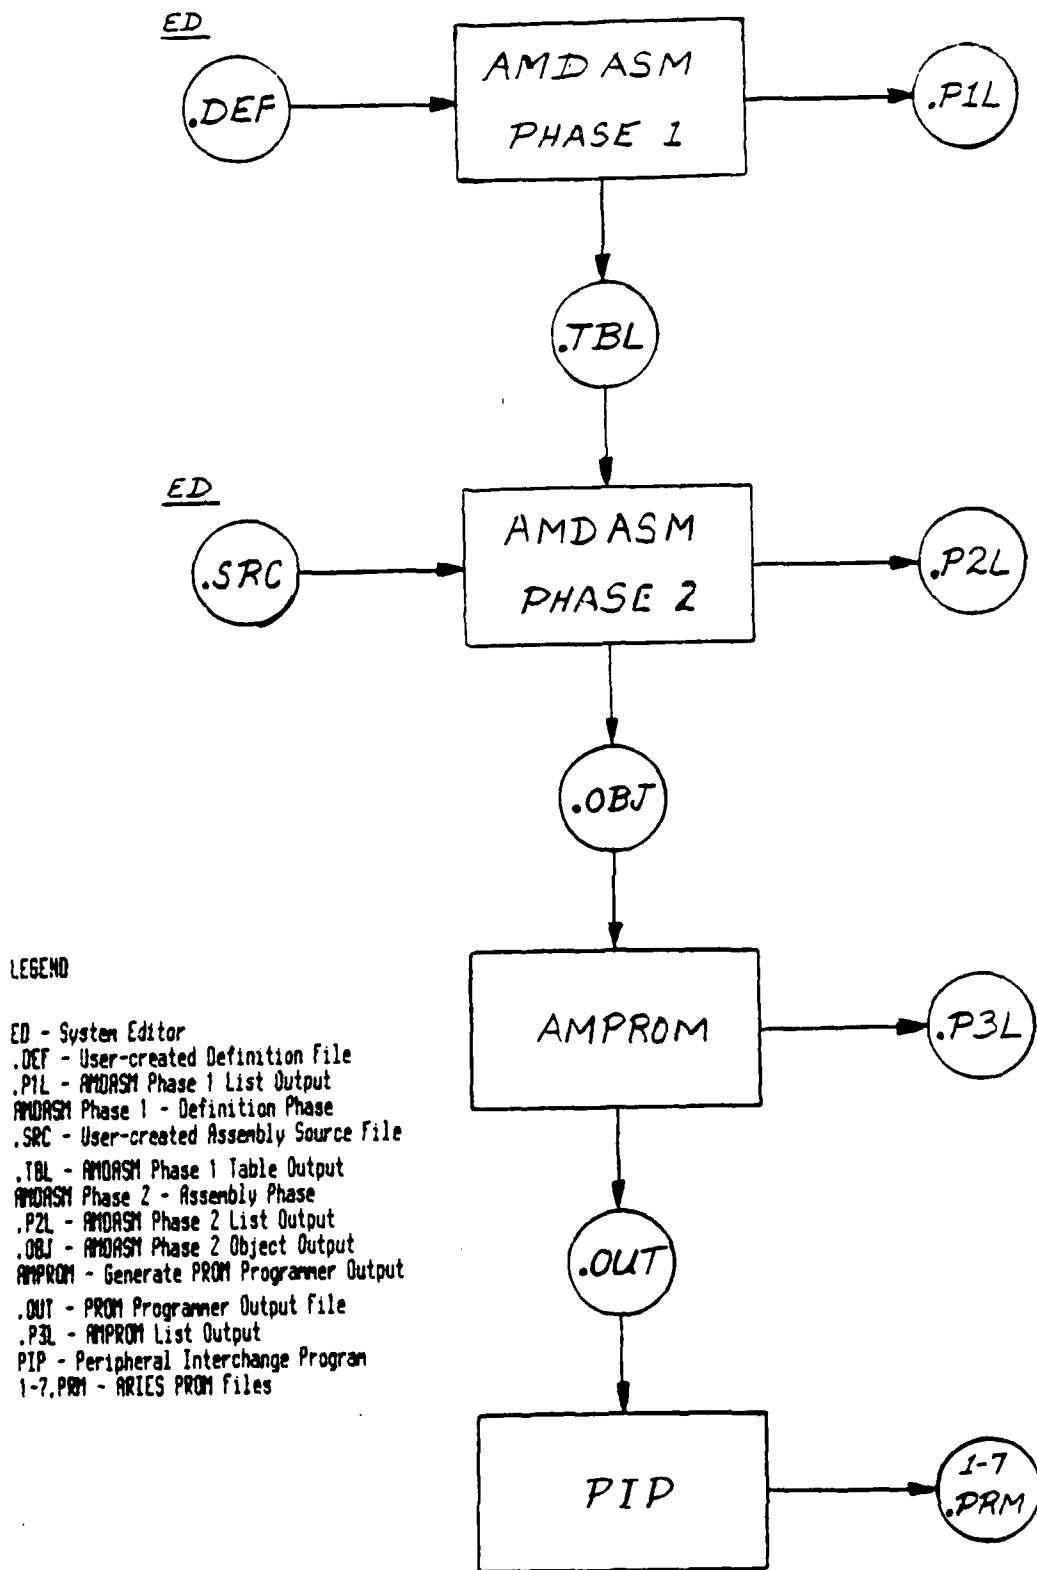 ED
.DEF
AMDASM
PHASE 1
.P1L
.TBL
ED
.SRC
AMDASM
PHASE 2
.P2L
.OBJ
AMPROM
.P3L
.OUT
PIP
1-7
.PRM
LEGEND
ED - System Editor
.DEF - User-created Definition File
.P1L - AMDASM Phase 1 List Output
AMDASM Phase 1 - Definition Phase
.SRC - User-created Assembly Source File
.TBL - AMDASM Phase 1 Table Output
AMDASM Phase 2 - Assembly Phase
.P2L - AMDASM Phase 2 List Output
.OBJ - AMDASM Phase 2 Object Output
AMPROM - Generate PROM Programmer Output
.OUT - PROM Programmer Output File
.P3L - AMPROM List Output
PIP - Peripheral Interchange Program
1-7.PRM - ARIES PROM files